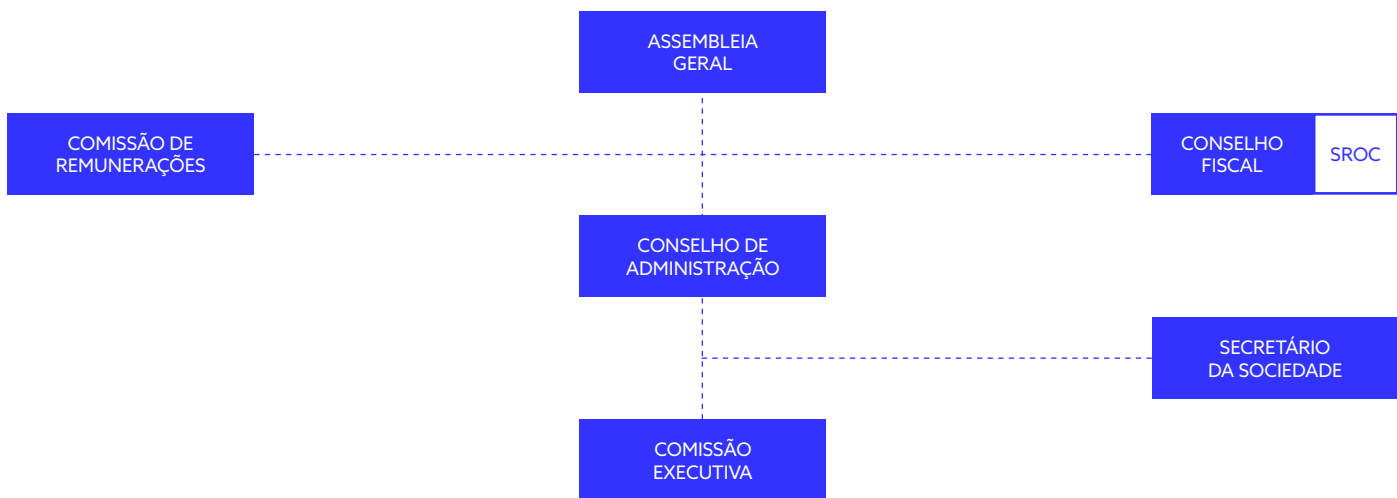 ASSEMBLEIA
GERAL
COMISSÃO DE
REMUNERAÇÕES
CONSELHO
FISCAL
SROC
CONSELHO DE
ADMINISTRAÇÃO
SECRETÁRIO
DA SOCIEDADE
COMISSÃO
EXECUTIVA